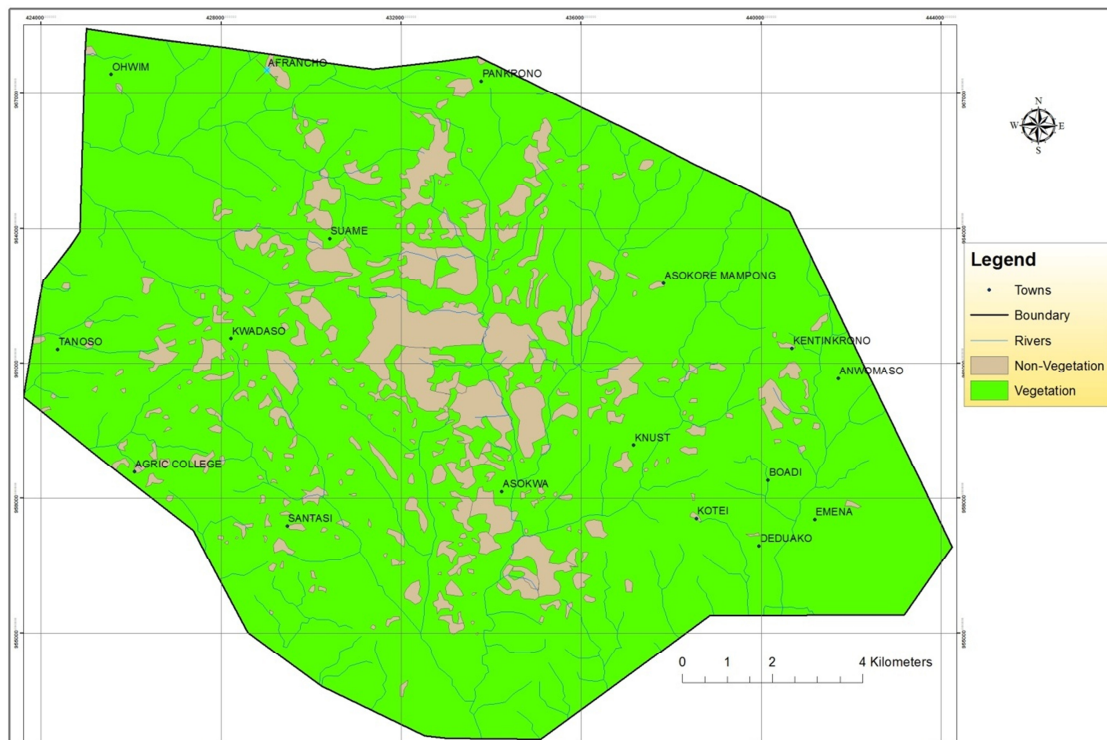 424000 428000 432000 436000 440000 444000
OHWIM
AFRANCHO
PANKRONO
N
W E
S
SUAME
ASOKORE MAMPONG
Legend
Towns
Boundary
Rivers
Non-Vegetation
Vegetation
KWADASO
TANOSO
KENTINKRONO
ANWOMASO
KNUST
AGRIC COLLEGE
BOADI
ASOKWA
SANTASI
KOTEI
EMENA
DEDUAKO
0 1 2 4 Kilometers